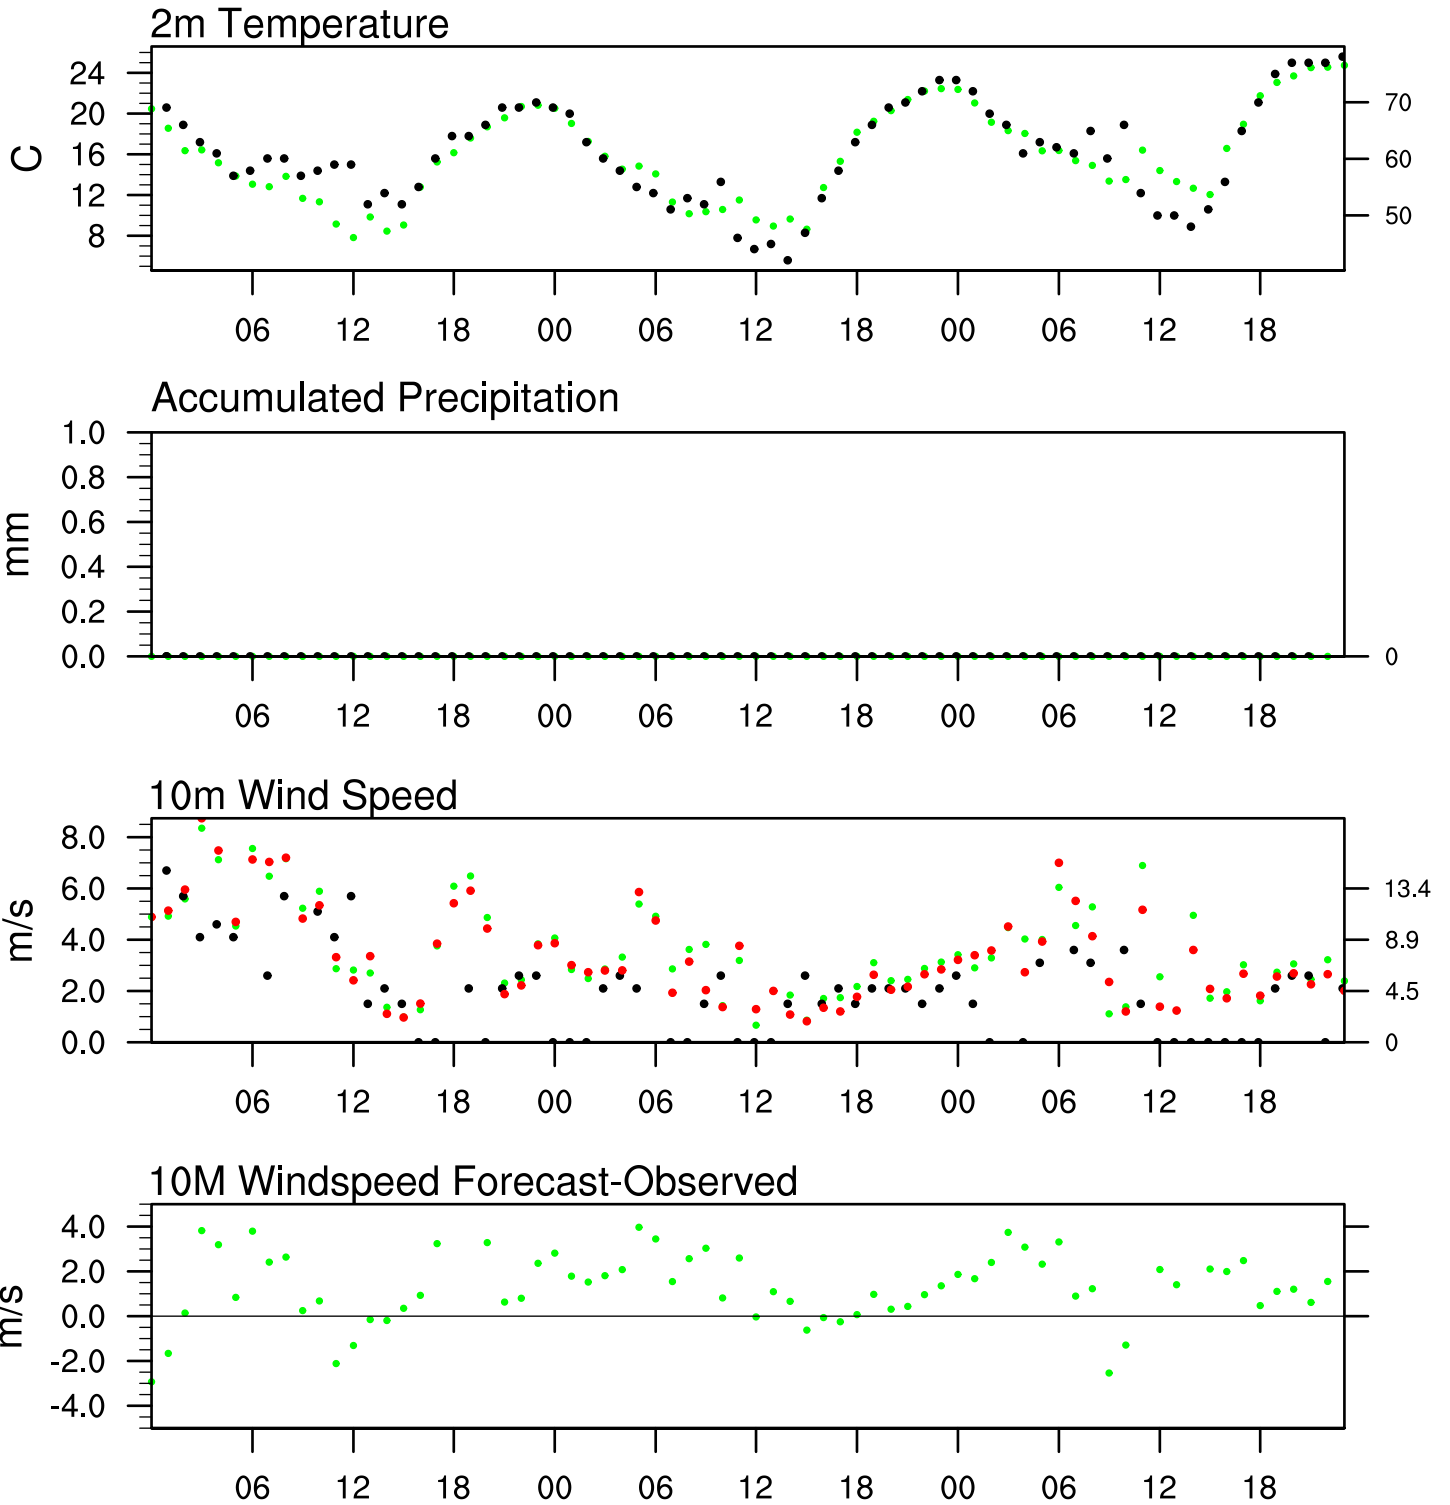 2m Temperature
24
20
16
12
8
C
70
60
50
06 12 18 00 06 12 18 00 06 12 18
Accumulated Precipitation
1.0
0.8
0.6
0.4
0.2
0.0
mm
0
06 12 18 00 06 12 18 00 06 12 18
10m Wind Speed
8.0
6.0
4.0
2.0
0.0
m/s
13.4
8.9
4.5
0
06 12 18 00 06 12 18 00 06 12 18
10M Windspeed Forecast-Observed
4.0
2.0
0.0
-2.0
-4.0
m/s
06 12 18 00 06 12 18 00 06 12 18